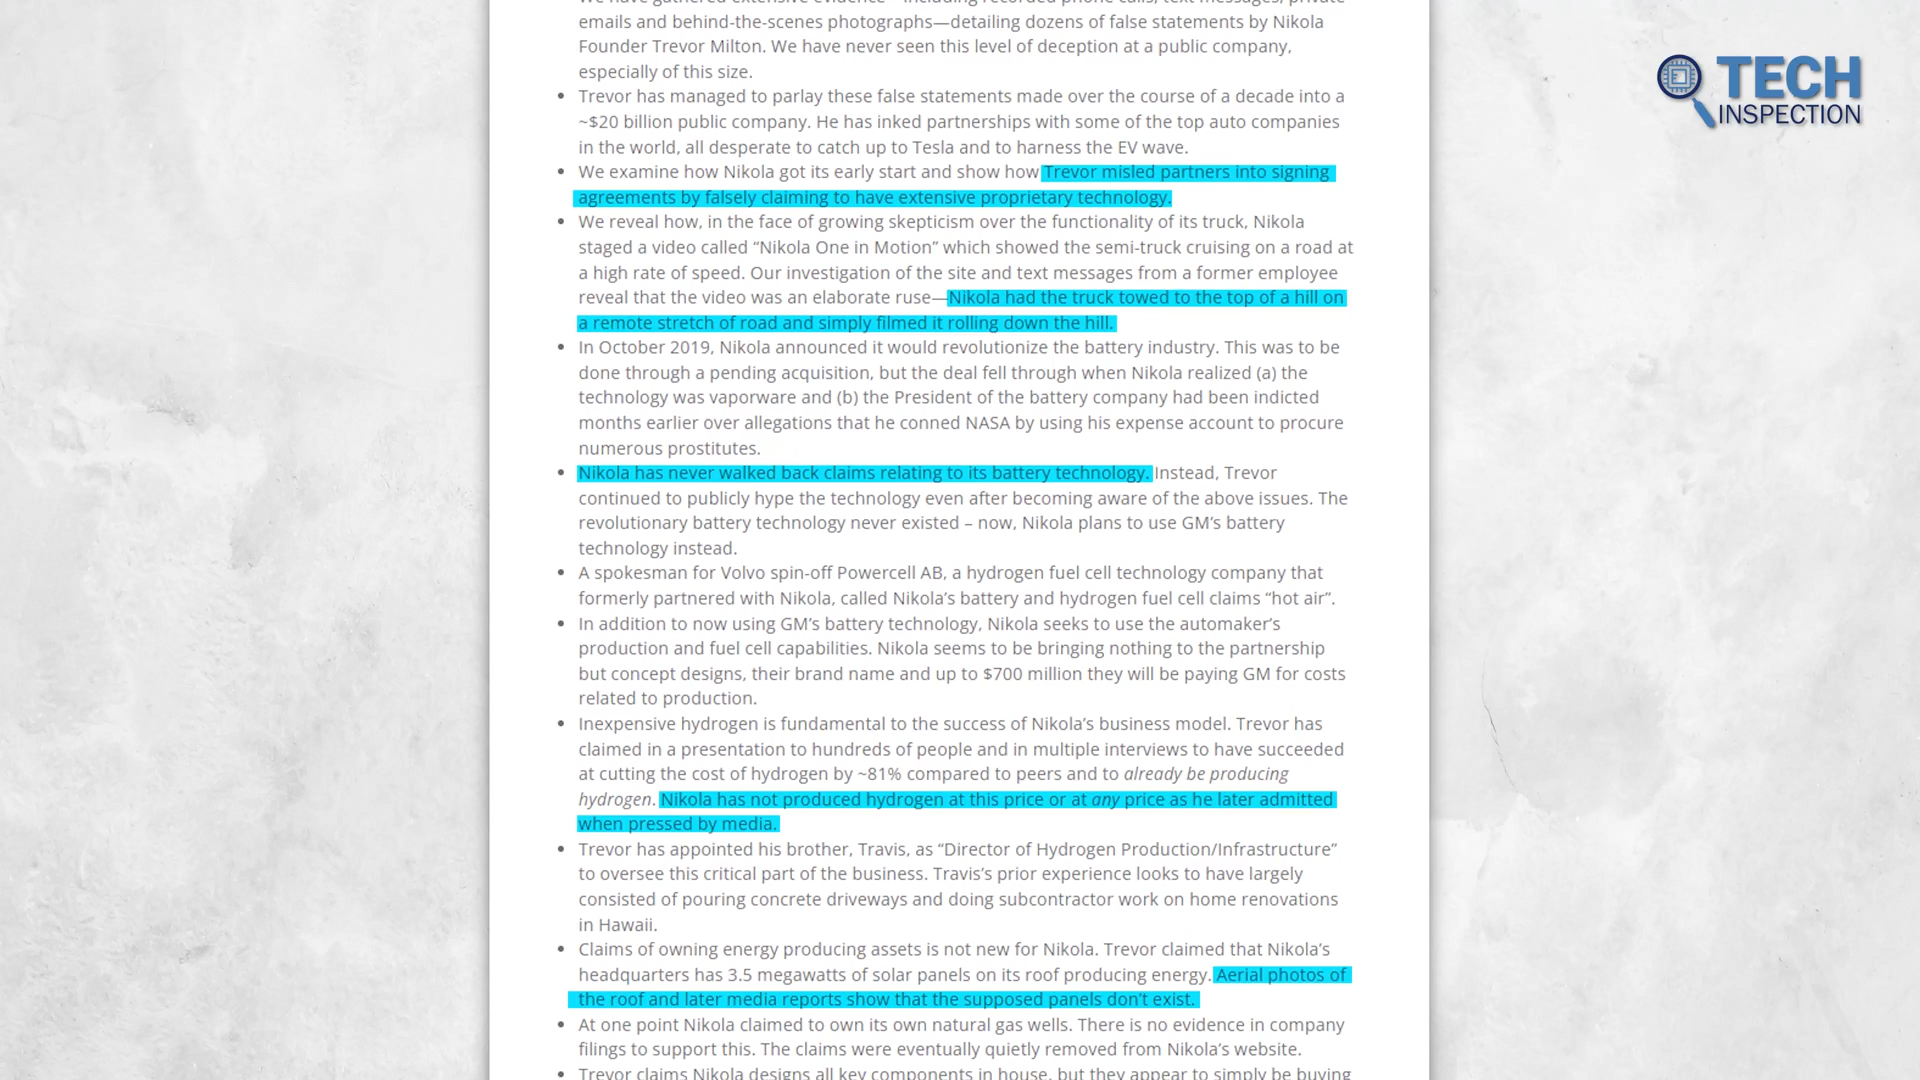 We have gathered extensive evidence—including recorded phone calls, text messages, private
emails and behind-the-scenes photographs—detailing dozens of false statements by Nikola
Founder Trevor Milton. We have never seen this level of deception at a public company,
especially of this size.
• Trevor has managed to parlay these false statements made over the course of a decade into a
~$20 billion public company. He has inked partnerships with some of the top auto companies
in the world, all desperate to catch up to Tesla and to harness the EV wave.
• We examine how Nikola got its early start and show how Trevor misled partners into signing
agreements by falsely claiming to have extensive proprietary technology.
• We reveal how, in the face of growing skepticism over the functionality of its truck, Nikola
staged a video called “Nikola One in Motion” which showed the semi-truck cruising on a road at
a high rate of speed. Our investigation of the site and text messages from a former employee
reveal that the video was an elaborate ruse—Nikola had the truck towed to the top of a hill on
a remote stretch of road and simply filmed it rolling down the hill.
• In October 2019, Nikola announced it would revolutionize the battery industry. This was to be
done through a pending acquisition, but the deal fell through when Nikola realized (a) the
technology was vaporware and (b) the President of the battery company had been indicted
months earlier over allegations that he conned NASA by using his expense account to procure
numerous prostitutes.
• Nikola has never walked back claims relating to its battery technology. Instead, Trevor
continued to publicly hype the technology even after becoming aware of the above issues. The
revolutionary battery technology never existed – now, Nikola plans to use GM’s battery
technology instead.
• A spokesman for Volvo spin-off Powercell AB, a hydrogen fuel cell technology company that
formerly partnered with Nikola, called Nikola’s battery and hydrogen fuel cell claims “hot air”.
• In addition to now using GM’s battery technology, Nikola seeks to use the automaker’s
production and fuel cell capabilities. Nikola seems to be bringing nothing to the partnership
but concept designs, their brand name and up to $700 million they will be paying GM for costs
related to production.
• Inexpensive hydrogen is fundamental to the success of Nikola’s business model. Trevor has
claimed in a presentation to hundreds of people and in multiple interviews to have succeeded
at cutting the cost of hydrogen by ~81% compared to peers and to already be producing
hydrogen. Nikola has not produced hydrogen at this price or at any price as he later admitted
when pressed by media.
• Trevor has appointed his brother, Travis, as “Director of Hydrogen Production/Infrastructure”
to oversee this critical part of the business. Travis’s prior experience looks to have largely
consisted of pouring concrete driveways and doing subcontractor work on home renovations
in Hawaii.
• Claims of owning energy producing assets is not new for Nikola. Trevor claimed that Nikola’s
headquarters has 3.5 megawatts of solar panels on its roof producing energy. Aerial photos of
the roof and later media reports show that the supposed panels don’t exist.
• At one point Nikola claimed to own its own natural gas wells. There is no evidence in company
filings to support this. The claims were eventually quietly removed from Nikola’s website.
• Trevor claims Nikola designs all key components in house, but they appear to simply be buying
TECH
INSPECTION